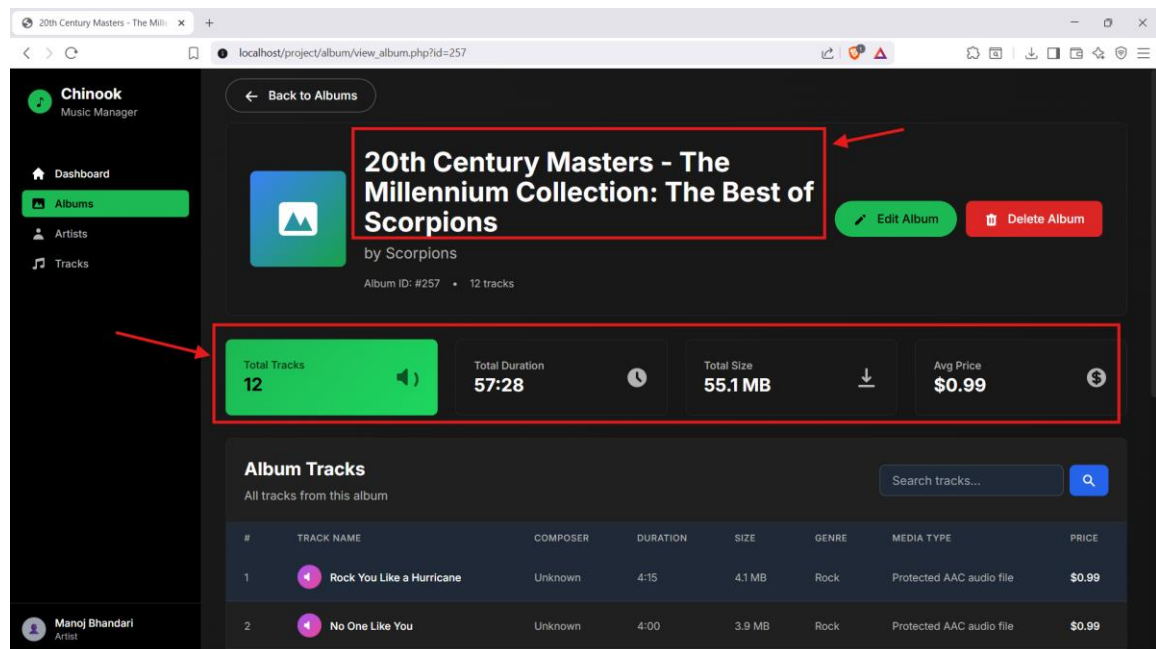 20th Century Masters - The Mille
localhost/project/album/view_album.php?id=257
Chinook
Music Manager
Dashboard
Albums
Artists
Tracks
Manoj Bhandari
Artist
Back to Albums
20th Century Masters - The
Millennium Collection: The Best of
Scorpions
by Scorpions
Album ID: #257 • 12 tracks
Edit Album
Delete Album
Total Tracks
12
Total Duration
57:28
Total Size
55.1 MB
Avg Price
$0.99
Album Tracks
All tracks from this album
Search tracks...
# TRACK NAME COMPOSER DURATION SIZE GENRE MEDIA TYPE PRICE
1 Rock You Like a Hurricane Unknown 4:15 4.1 MB Rock Protected AAC audio file $0.99
2 No One Like You Unknown 4:00 3.9 MB Rock Protected AAC audio file $0.99